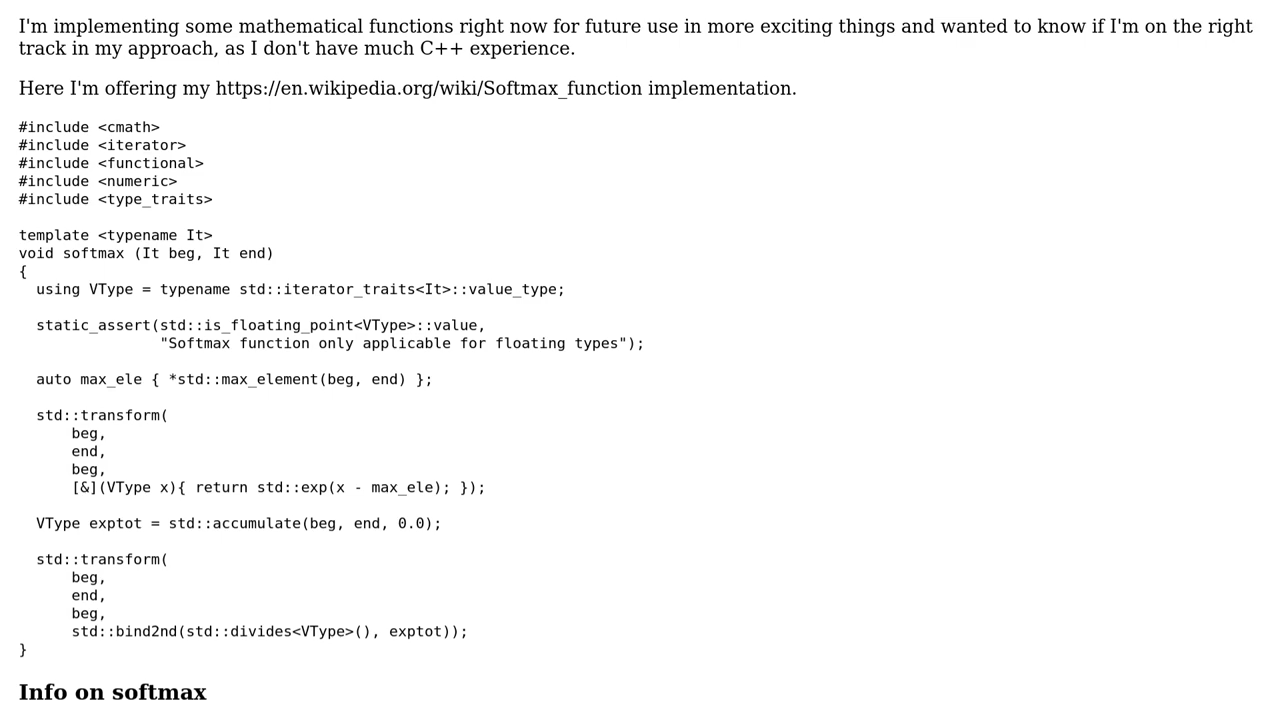 I'm implementing some mathematical functions right now for future use in more exciting things and wanted to know if I'm on the right
track in my approach, as I don't have much C++ experience.
Here I'm offering my https://en.wikipedia.org/wiki/Softmax_function implementation.
#include <cmath>
#include <iterator>
#include <functional>
#include <numeric>
#include <type_traits>
template <typename It>
void softmax (It beg, It end)
{
  using VType = typename std::iterator_traits<It>::value_type;
  static_assert(std::is_floating_point<VType>::value,
                "Softmax function only applicable for floating types");
  auto max_ele { *std::max_element(beg, end) };
  std::transform(
      beg,
      end,
      beg,
      [&](VType x){ return std::exp(x - max_ele); });
  VType exptot = std::accumulate(beg, end, 0.0);
  std::transform(
      beg,
      end,
      beg,
      std::bind2nd(std::divides<VType>(), exptot));
}
Info on softmax